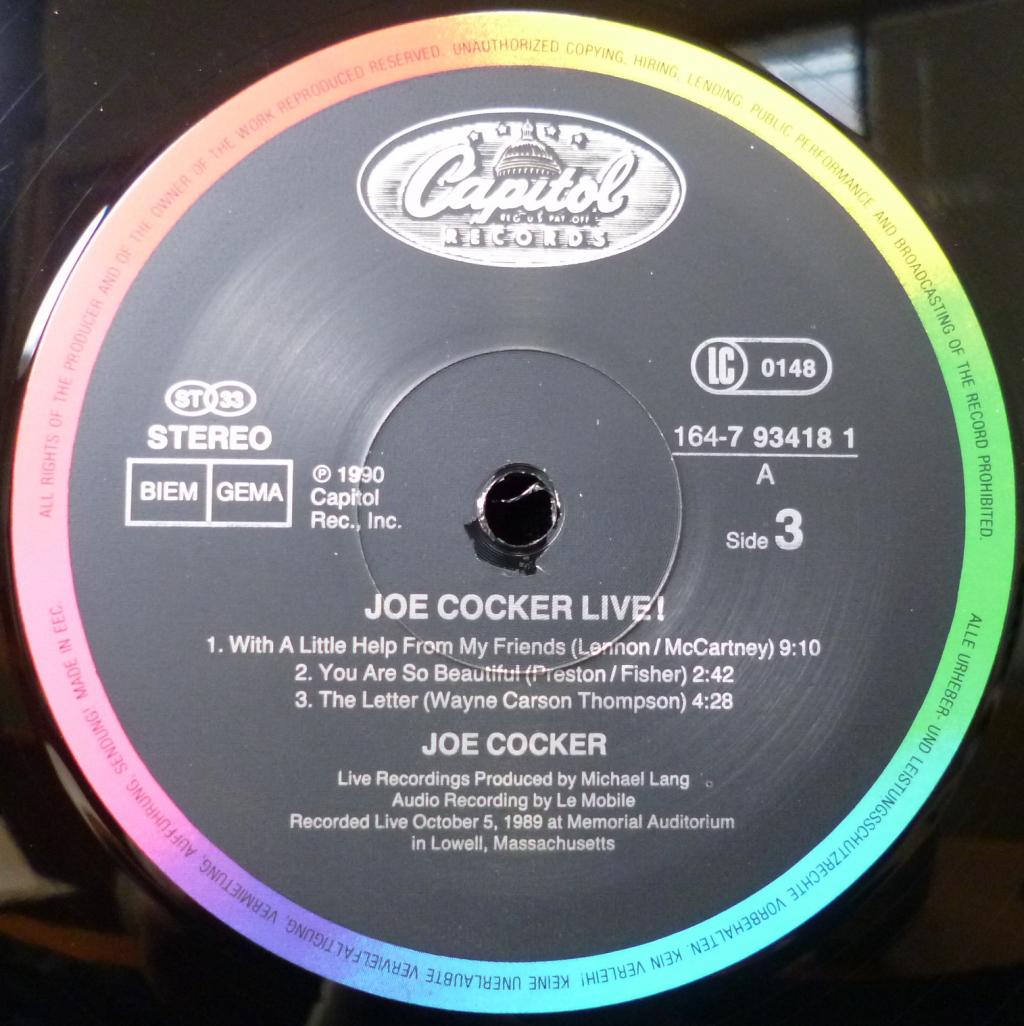 ALL RIGHTS OF THE PRODUCER AND OF THE OWNER OF THE WORK REPRODUCED RESERVED. UNAUTHORIZED COPYING, HIRING, LENDING, PUBLIC PERFORMANCE AND BROADCASTING OF THE RECORD PROHIBITED.
Capitol
REG. U.S. PAT. OFF.
RECORDS
LC 0148
ST 33
STEREO
BIEM GEMA
℗ 1990
Capitol
Rec., Inc.
164-7 93418 1
A
Side 3
JOE COCKER LIVE!
1. With A Little Help From My Friends (Lennon/McCartney) 9:10
2. You Are So Beautiful (Preston/Fisher) 2:42
3. The Letter (Wayne Carson Thompson) 4:28
JOE COCKER
Live Recordings Produced by Michael Lang
Audio Recording by Le Mobile
Recorded Live October 5, 1989 at Memorial Auditorium
in Lowell, Massachusetts
ALLE URHEBER- UND LEISTUNGSSCHUTZRECHTE VORBEHALTEN. KEIN VERLEIH! KEINE UNERLAUBTE VERVIELFÄLTIGUNG, VERMIETUNG, AUFFÜHRUNG, SENDUNG! MADE IN EEC.